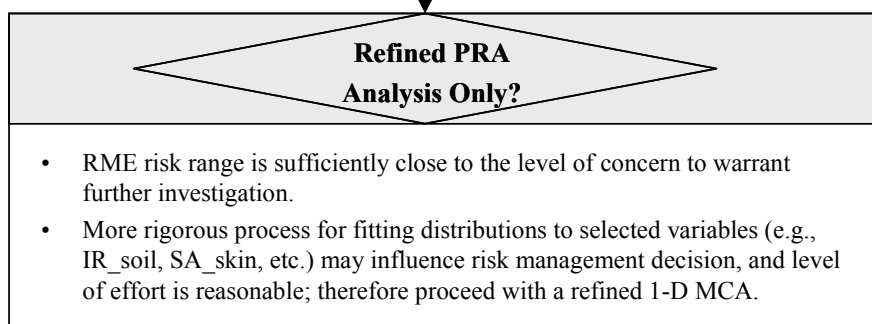 Refined PRA
Analysis Only?
• RME risk range is sufficiently close to the level of concern to warrant
further investigation.
• More rigorous process for fitting distributions to selected variables (e.g.,
IR_soil, SA_skin, etc.) may influence risk management decision, and level
of effort is reasonable; therefore proceed with a refined 1-D MCA.